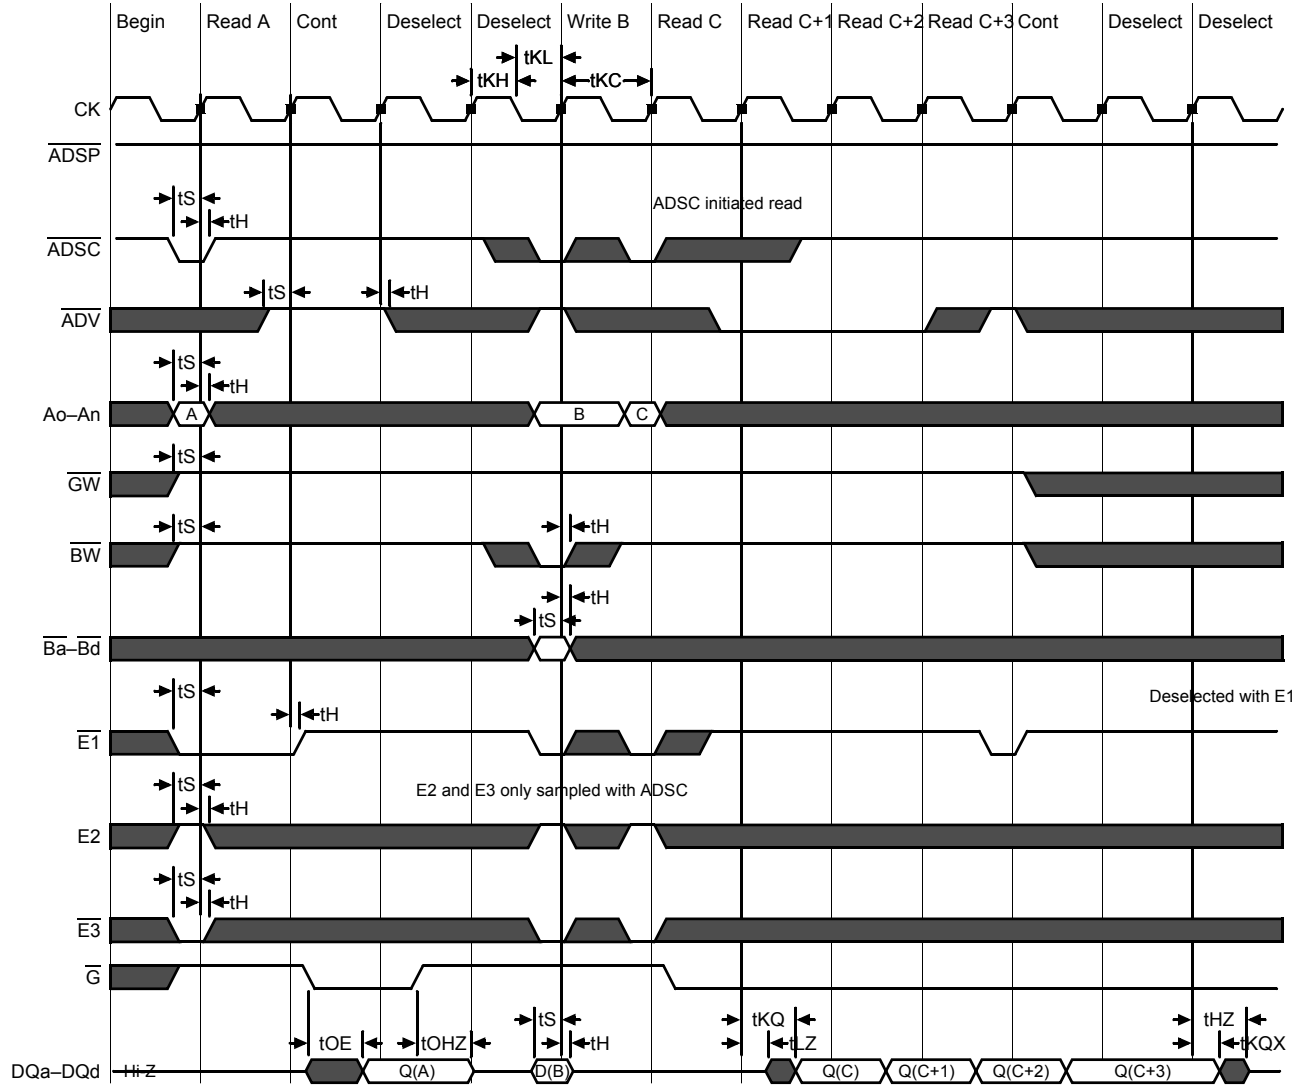 Begin Read A Cont Deselect Deselect Write B Read C Read C+1 Read C+2 Read C+3 Cont Deselect Deselect
tKL
tKH tKC
CK
ADSP
tS
ADSC initiated read
tH
ADSC
tS tH
ADV
tS
tH
Ao–An A B C
tS
GW
tS tH
BW
tH
tS
Ba–Bd
tS
Deselected with E1
tH
E1
tS
E2 and E3 only sampled with ADSC
tH
E2
tS
tH
E3
G
tS tKQ tHZ
tOE tOHZ tH tLZ tKQX
DQa–DQd Hi-Z Q(A) D(B) Q(C) Q(C+1) Q(C+2) Q(C+3)